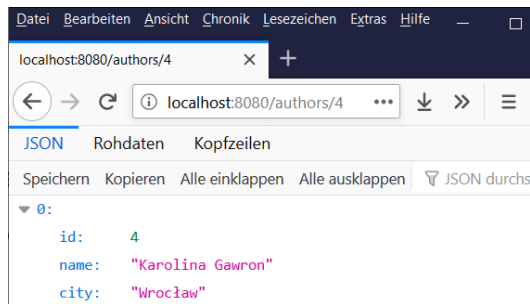 Datei Bearbeiten Ansicht Chronik Lesezeichen Extras Hilfe
localhost:8080/authors/4
localhost:8080/authors/4
JSON Rohdaten Kopfzeilen
Speichern Kopieren Alle einklappen Alle ausklappen JSON durchs
0:
id: 4
name: "Karolina Gawron"
city: "Wrocław"